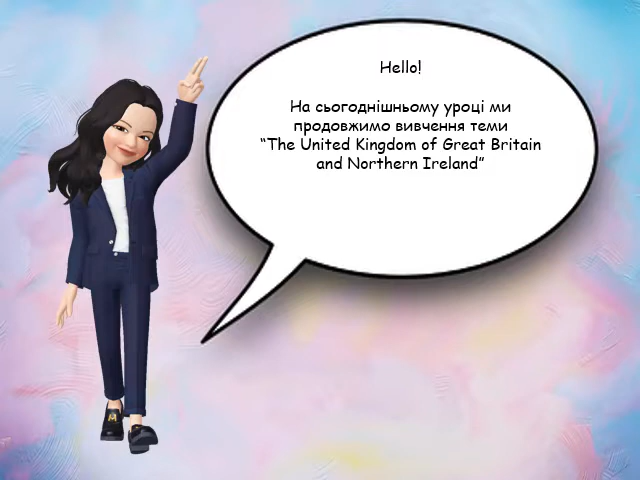 Hello!
На сьогоднішньому уроці ми
продовжимо вивчення теми
“The United Kingdom of Great Britain
and Northern Ireland”